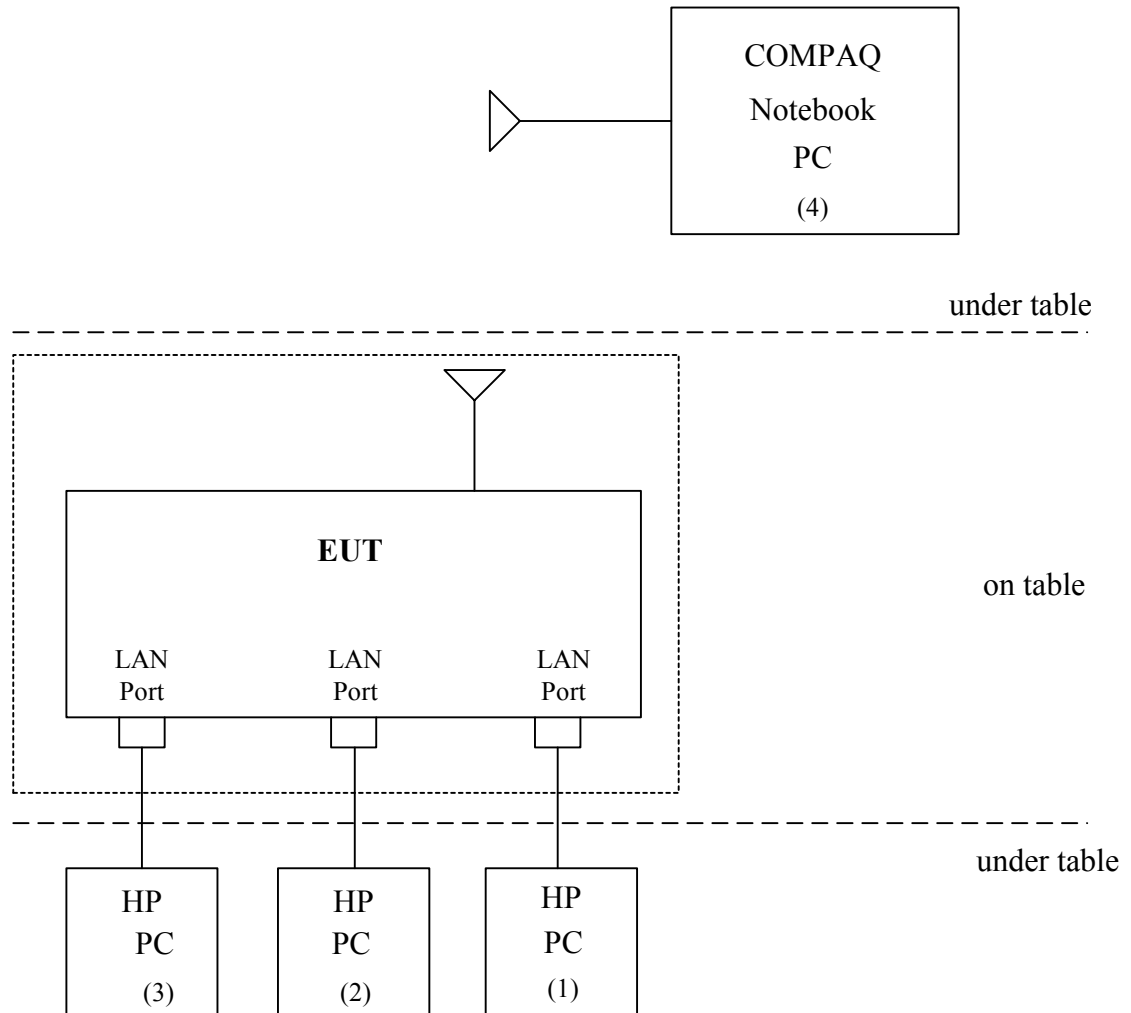 COMPAQ
Notebook
PC
(4)
under table
EUT
on table
LAN
Port
LAN
Port
LAN
Port
under table
HP
PC
(3)
HP
PC
(2)
HP
PC
(1)